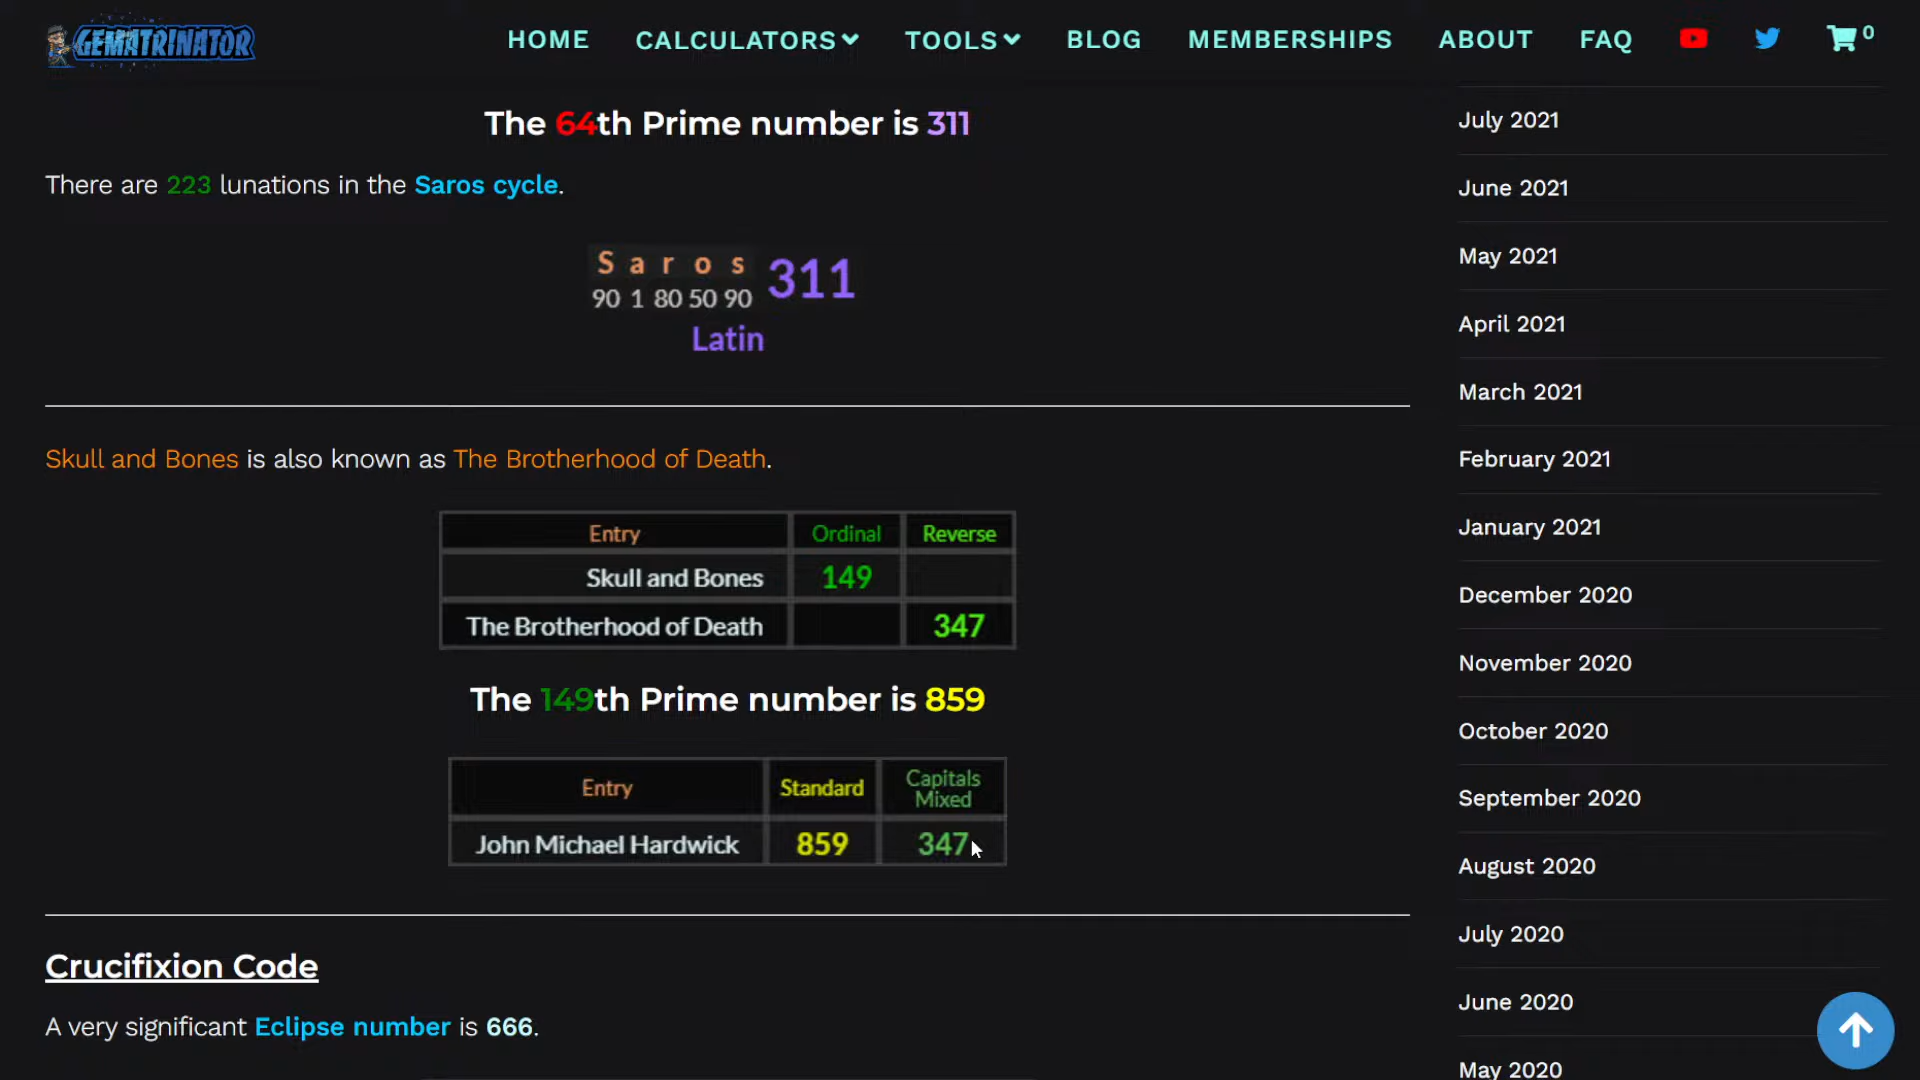 GEMATRINATOR
HOME CALCULATORS TOOLS BLOG MEMBERSHIPS ABOUT FAQ 0
The 64th Prime number is 311
There are 223 lunations in the Saros cycle.
S a r o s 311
90 1 80 50 90
Latin
Skull and Bones is also known as The Brotherhood of Death.
Entry Ordinal Reverse
Skull and Bones 149
The Brotherhood of Death 347
The 149th Prime number is 859
Entry Standard Capitals Mixed
John Michael Hardwick 859 347
Crucifixion Code
A very significant Eclipse number is 666.
July 2021
June 2021
May 2021
April 2021
March 2021
February 2021
January 2021
December 2020
November 2020
October 2020
September 2020
August 2020
July 2020
June 2020
May 2020